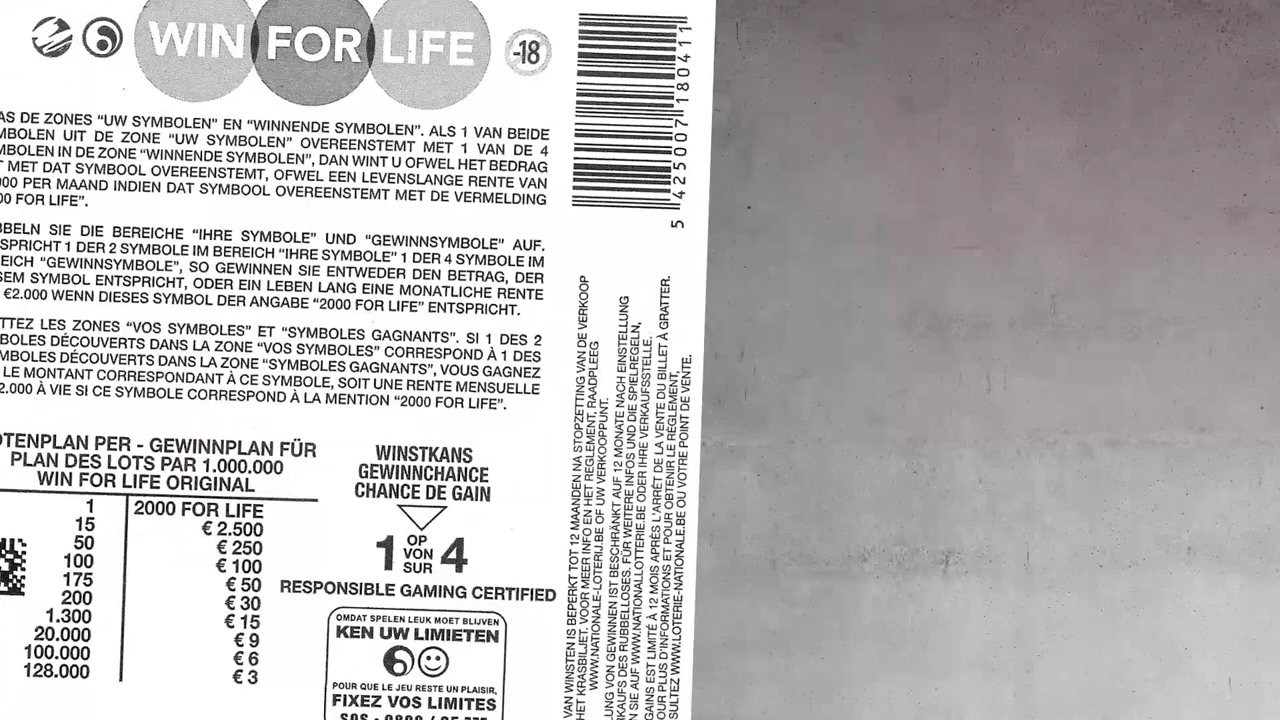 WIN FOR LIFE
-18
AS DE ZONES “UW SYMBOLEN” EN “WINNENDE SYMBOLEN”. ALS 1 VAN BEIDE
MBOLEN UIT DE ZONE “UW SYMBOLEN” OVEREENSTEMT MET 1 VAN DE 4
MBOLEN IN DE ZONE “WINNENDE SYMBOLEN”, DAN WINT U OFWEL HET BEDRAG
T MET DAT SYMBOOL OVEREENSTEMT, OFWEL EEN LEVENSLANGE RENTE VAN
000 PER MAAND INDIEN DAT SYMBOOL OVEREENSTEMT MET DE VERMELDING
00 FOR LIFE”.
BBELN SIE DIE BEREICHE “IHRE SYMBOLE” UND “GEWINNSYMBOLE” AUF.
SPRICHT 1 DER 2 SYMBOLE IM BEREICH “IHRE SYMBOLE” 1 DER 4 SYMBOLE IM
EICH “GEWINNSYMBOLE”, SO GEWINNEN SIE ENTWEDER DEN BETRAG, DER
SEM SYMBOL ENTSPRICHT, ODER EIN LEBEN LANG EINE MONATLICHE RENTE
€2.000 WENN DIESES SYMBOL DER ANGABE “2000 FOR LIFE” ENTSPRICHT.
TTEZ LES ZONES “VOS SYMBOLES” ET “SYMBOLES GAGNANTS”. SI 1 DES 2
BOLES DÉCOUVERTS DANS LA ZONE “VOS SYMBOLES” CORRESPOND À 1 DES
MBOLES DÉCOUVERTS DANS LA ZONE “SYMBOLES GAGNANTS”, VOUS GAGNEZ
LE MONTANT CORRESPONDANT À CE SYMBOLE, SOIT UNE RENTE MENSUELLE
2.000 À VIE SI CE SYMBOLE CORRESPOND À LA MENTION “2000 FOR LIFE”.
OTENPLAN PER - GEWINNPLAN FÜR
PLAN DES LOTS PAR 1.000.000
WIN FOR LIFE ORIGINAL
1 2000 FOR LIFE
15 € 2.500
50 € 250
100 € 100
175 € 50
200 € 30
1.300 € 15
20.000 € 9
100.000 € 6
128.000 € 3
WINSTKANS
GEWINNCHANCE
CHANCE DE GAIN
1 OP VON SUR 4
RESPONSIBLE GAMING CERTIFIED
OMDAT SPELEN LEUK MOET BLIJVEN
KEN UW LIMIETEN
POUR QUE LE JEU RESTE UN PLAISIR,
FIXEZ VOS LIMITES
5 425007 180411
VAN WINSTEN IS BEPERKT TOT 12 MAANDEN NA STOPZETTING VAN DE VERKOOP
HET KRASBILJET. VOOR MEER INFO EN HET REGLEMENT, RAADPLEEG
WWW.NATIONALE-LOTERIJ.BE OF UW VERKOOPPUNT.
LUNG VON GEWINNEN IST BESCHRÄNKT AUF 12 MONATE NACH EINSTELLUNG
RKAUFS DES RUBBELLOSES. FÜR WEITERE INFOS UND DIE SPIELREGELN,
N SIE AUF WWW.NATIONALLOTTERIE.BE ODER IHRE VERKAUFSSTELLE.
GAINS EST LIMITÉ À 12 MOIS APRÈS L'ARRÊT DE LA VENTE DU BILLET À GRATTER.
OUR PLUS D'INFORMATIONS ET POUR OBTENIR LE RÈGLEMENT,
SULTEZ WWW.LOTERIE-NATIONALE.BE OU VOTRE POINT DE VENTE.